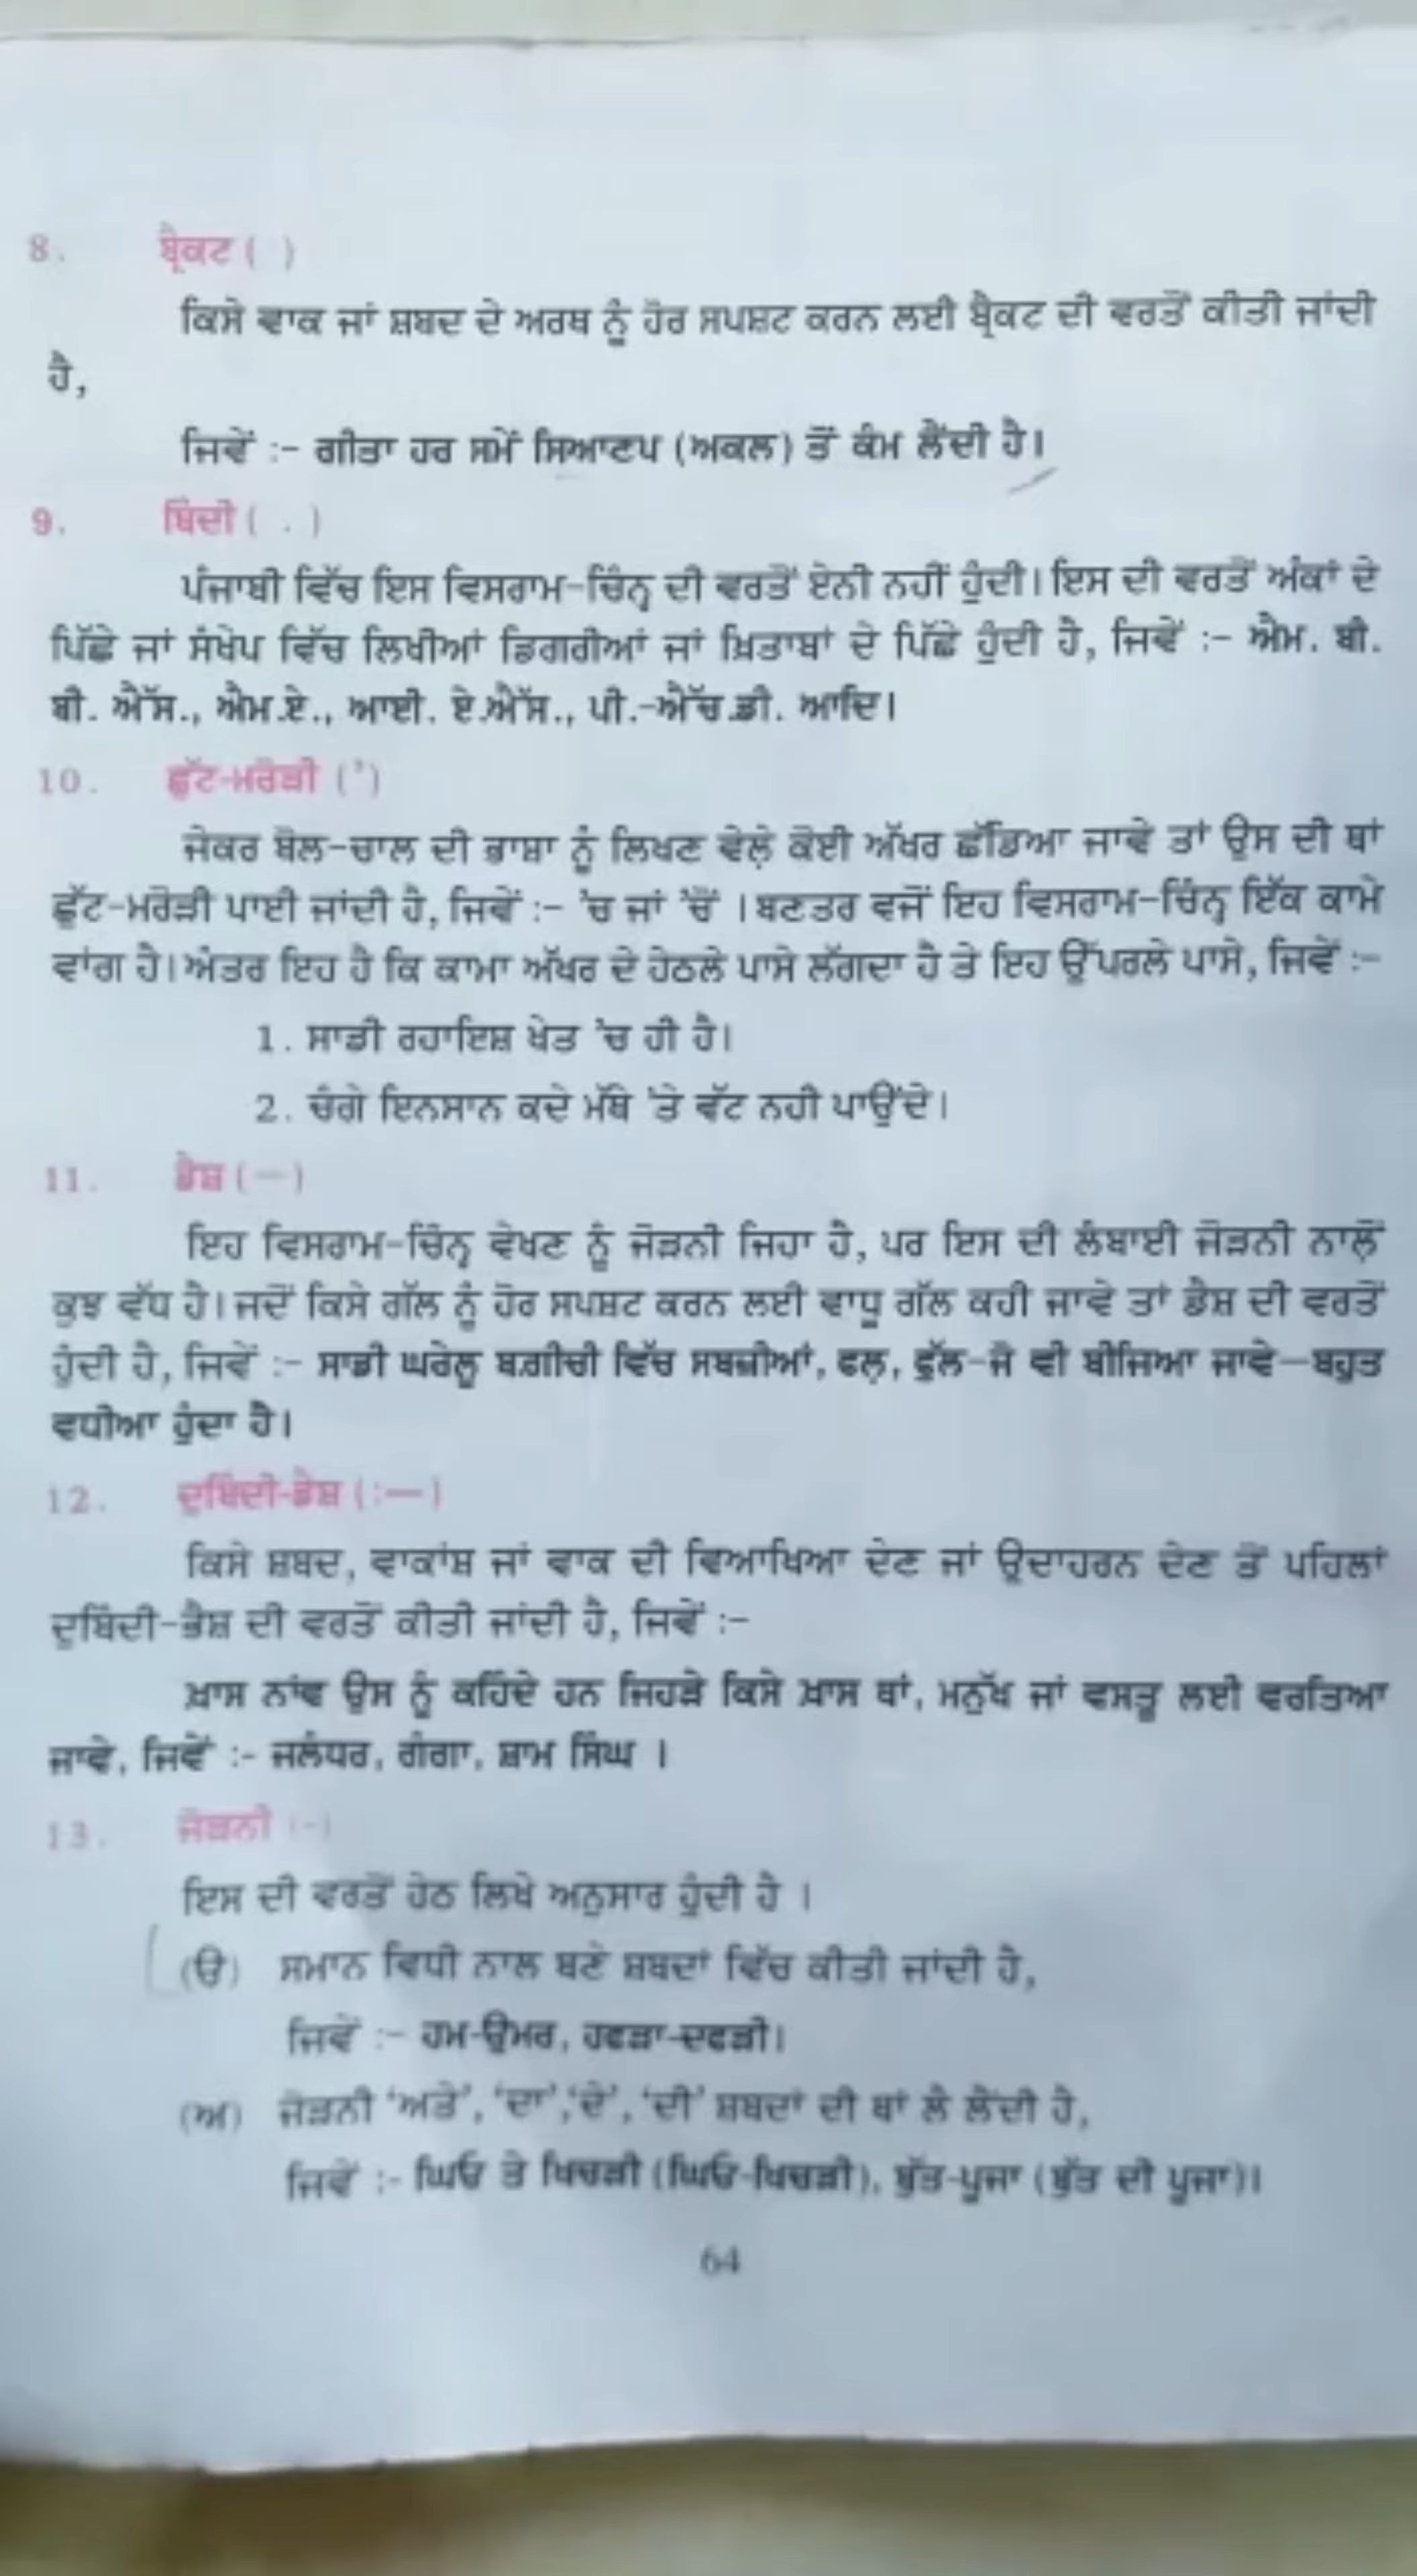 8. ਬ੍ਰੈਕਟ ( )
ਕਿਸੇ ਵਾਕ ਜਾਂ ਸ਼ਬਦ ਦੇ ਅਰਥ ਨੂੰ ਹੋਰ ਸਪਸ਼ਟ ਕਰਨ ਲਈ ਬ੍ਰੈਕਟ ਦੀ ਵਰਤੋਂ ਕੀਤੀ ਜਾਂਦੀ
ਹੈ,
ਜਿਵੇਂ :- ਗੀਤਾ ਹਰ ਸਮੇਂ ਸਿਆਣਪ (ਅਕਲ) ਤੋਂ ਕੰਮ ਲੈਂਦੀ ਹੈ।
9. ਬਿੰਦੀ ( . )
ਪੰਜਾਬੀ ਵਿੱਚ ਇਸ ਵਿਸਰਾਮ-ਚਿੰਨ੍ਹ ਦੀ ਵਰਤੋਂ ਏਨੀ ਨਹੀਂ ਹੁੰਦੀ। ਇਸ ਦੀ ਵਰਤੋਂ ਅੰਕਾਂ ਦੇ
ਪਿੱਛੇ ਜਾਂ ਸੰਖੇਪ ਵਿੱਚ ਲਿਖੀਆਂ ਡਿਗਰੀਆਂ ਜਾਂ ਖ਼ਿਤਾਬਾਂ ਦੇ ਪਿੱਛੇ ਹੁੰਦੀ ਹੈ, ਜਿਵੇਂ :- ਐਮ. ਬੀ.
ਬੀ. ਐੱਸ., ਐਮ.ਏ., ਆਈ. ਏ.ਐੱਸ., ਪੀ.-ਐੱਚ.ਡੀ. ਆਦਿ।
10. ਛੁੱਟ-ਮਰੋੜੀ (')
ਜੇਕਰ ਬੋਲ-ਚਾਲ ਦੀ ਭਾਸ਼ਾ ਨੂੰ ਲਿਖਣ ਵੇਲ਼ੇ ਕੋਈ ਅੱਖਰ ਛੱਡਿਆ ਜਾਵੇ ਤਾਂ ਉਸ ਦੀ ਥਾਂ
ਛੁੱਟ-ਮਰੋੜੀ ਪਾਈ ਜਾਂਦੀ ਹੈ, ਜਿਵੇਂ :- 'ਚ ਜਾਂ 'ਚੋਂ । ਬਣਤਰ ਵਜੋਂ ਇਹ ਵਿਸਰਾਮ-ਚਿੰਨ੍ਹ ਇੱਕ ਕਾਮੇ
ਵਾਂਗ ਹੈ। ਅੰਤਰ ਇਹ ਹੈ ਕਿ ਕਾਮਾ ਅੱਖਰ ਦੇ ਹੇਠਲੇ ਪਾਸੇ ਲੱਗਦਾ ਹੈ ਤੇ ਇਹ ਉੱਪਰਲੇ ਪਾਸੇ, ਜਿਵੇਂ :-
1. ਸਾਡੀ ਰਹਾਇਸ਼ ਖੇਤ 'ਚ ਹੀ ਹੈ।
2. ਚੰਗੇ ਇਨਸਾਨ ਕਦੇ ਮੱਥੇ 'ਤੇ ਵੱਟ ਨਹੀ ਪਾਉਂਦੇ।
11. ਡੈਸ਼ (—)
ਇਹ ਵਿਸਰਾਮ-ਚਿੰਨ੍ਹ ਵੇਖਣ ਨੂੰ ਜੋੜਨੀ ਜਿਹਾ ਹੈ, ਪਰ ਇਸ ਦੀ ਲੰਬਾਈ ਜੋੜਨੀ ਨਾਲ਼ੋਂ
ਕੁਝ ਵੱਧ ਹੈ। ਜਦੋਂ ਕਿਸੇ ਗੱਲ ਨੂੰ ਹੋਰ ਸਪਸ਼ਟ ਕਰਨ ਲਈ ਵਾਧੂ ਗੱਲ ਕਹੀ ਜਾਵੇ ਤਾਂ ਡੈਸ਼ ਦੀ ਵਰਤੋਂ
ਹੁੰਦੀ ਹੈ, ਜਿਵੇਂ :- ਸਾਡੀ ਘਰੇਲੂ ਬਗ਼ੀਚੀ ਵਿੱਚ ਸਬਜ਼ੀਆਂ, ਫਲ਼, ਫੁੱਲ-ਜੋ ਵੀ ਬੀਜਿਆ ਜਾਵੇ—ਬਹੁਤ
ਵਧੀਆ ਹੁੰਦਾ ਹੈ।
12. ਦੁਬਿੰਦੀ-ਡੈਸ਼ (:—)
ਕਿਸੇ ਸ਼ਬਦ, ਵਾਕਾਂਸ਼ ਜਾਂ ਵਾਕ ਦੀ ਵਿਆਖਿਆ ਦੇਣ ਜਾਂ ਉਦਾਹਰਨ ਦੇਣ ਤੋਂ ਪਹਿਲਾਂ
ਦੁਬਿੰਦੀ-ਡੈਸ਼ ਦੀ ਵਰਤੋਂ ਕੀਤੀ ਜਾਂਦੀ ਹੈ, ਜਿਵੇਂ :-
ਖ਼ਾਸ ਨਾਂਵ ਉਸ ਨੂੰ ਕਹਿੰਦੇ ਹਨ ਜਿਹੜੇ ਕਿਸੇ ਖ਼ਾਸ ਥਾਂ, ਮਨੁੱਖ ਜਾਂ ਵਸਤੂ ਲਈ ਵਰਤਿਆ
ਜਾਵੇ, ਜਿਵੇਂ :- ਜਲੰਧਰ, ਗੰਗਾ, ਸ਼ਾਮ ਸਿੰਘ ।
13. ਜੋੜਨੀ (-)
ਇਸ ਦੀ ਵਰਤੋਂ ਹੇਠ ਲਿਖੇ ਅਨੁਸਾਰ ਹੁੰਦੀ ਹੈ ।
(ੳ) ਸਮਾਨ ਵਿਧੀ ਨਾਲ ਬਣੇ ਸ਼ਬਦਾਂ ਵਿੱਚ ਕੀਤੀ ਜਾਂਦੀ ਹੈ,
ਜਿਵੇਂ :- ਹਮ-ਉਮਰ, ਹਫੜਾ-ਦਫੜੀ।
(ਅ) ਜੋੜਨੀ 'ਅਤੇ', 'ਦਾ','ਦੇ', 'ਦੀ' ਸ਼ਬਦਾਂ ਦੀ ਥਾਂ ਲੈ ਲੈਂਦੀ ਹੈ,
ਜਿਵੇਂ :- ਘਿਓ ਤੇ ਖਿਚੜੀ (ਘਿਓ-ਖਿਚੜੀ), ਬੁੱਤ-ਪੂਜਾ (ਬੁੱਤ ਦੀ ਪੂਜਾ)।
64